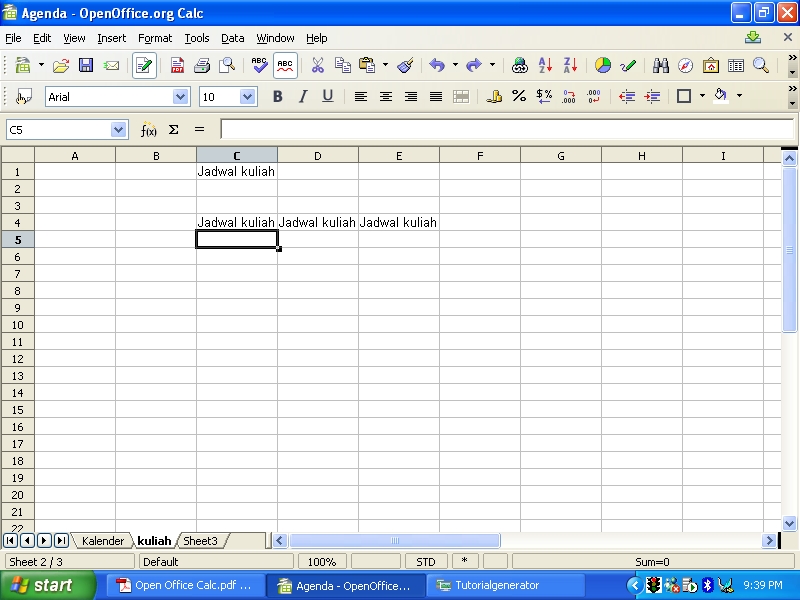 Agenda - OpenOffice.org Calc
File Edit View Insert Format Tools Data Window Help
Arial 10 B I U
C5 f(x) Σ =
A B C D E F G H I
1 Jadwal kuliah
2
3
4 Jadwal kuliah Jadwal kuliah Jadwal kuliah
5
6
7
8
9
10
11
12
13
14
15
16
17
18
19
20
21
22
Kalender kuliah Sheet3
Sheet 2 / 3 Default 100% STD * Sum=0
start Open Office Calc.pdf ... Agenda - OpenOffice... Tutorialgenerator 9:39 PM